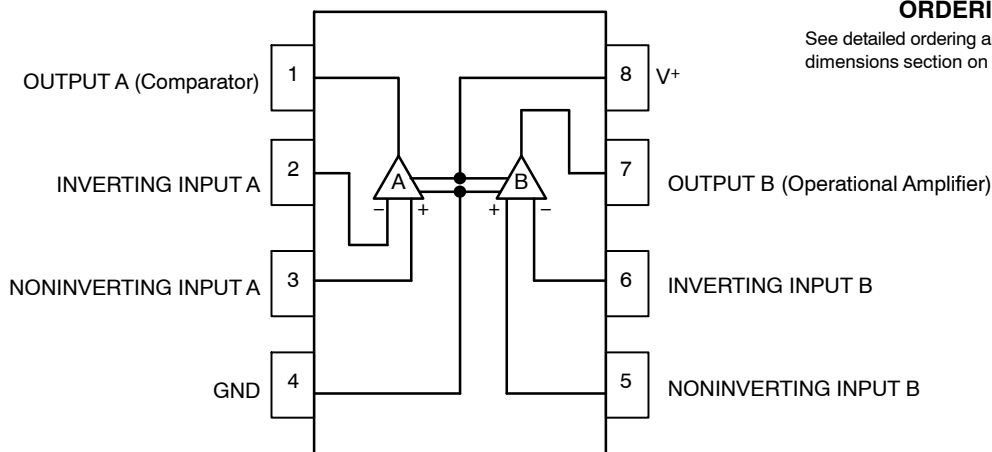 ORDERI
See detailed ordering a
dimensions section on
OUTPUT A (Comparator)
1
8
V+
INVERTING INPUT A
2
7
OUTPUT B (Operational Amplifier)
A
B
− +
+ −
NONINVERTING INPUT A
3
6
INVERTING INPUT B
GND
4
5
NONINVERTING INPUT B